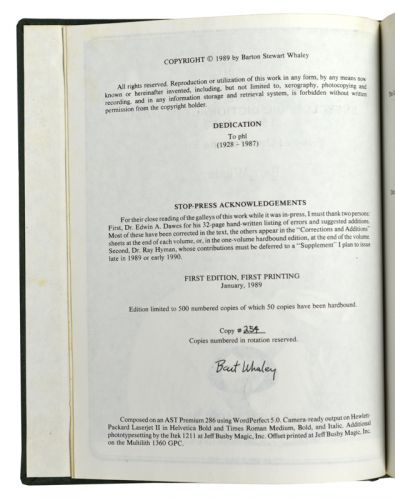 COPYRIGHT © 1989 by Barton Stewart Whaley
All rights reserved. Reproduction or utilization of this work in any form, by any means now
known or hereinafter invented, including, but not limited to, xerography, photocopying and
recording, and in any information storage and retrieval system, is forbidden without written
permission from the copyright holder.
DEDICATION
To phl
(1928 – 1987)
STOP-PRESS ACKNOWLEDGEMENTS
For their close reading of the galleys of this work while it was in-press, I must thank two persons:
First, Dr. Edwin A. Dawes for his 32-page hand-written listing of errors and suggested additions.
Most of these have been corrected in the text, the others appear in the "Corrections and Additions"
sheets at the end of each volume, or, in the one-volume hardbound edition, at the end of the volume.
Second, Dr. Ray Hyman, whose contributions must be deferred to a "Supplement" I plan to issue
late in 1989 or early 1990.
FIRST EDITION, FIRST PRINTING
January, 1989
Edition limited to 500 numbered copies of which 50 copies have been hardbound.
Copy # 254
Copies numbered in rotation reserved.
Bart Whaley
Composed on an AST Premium 286 using WordPerfect 5.0. Camera-ready output on Hewlett-
Packard Laserjet II in Helvetica Bold and Times Roman Medium, Bold, and Italic. Additional
phototypesetting by the Itek 1211 at Jeff Busby Magic, Inc. Offset printed at Jeff Busby Magic, Inc.
on the Multilith 1360 GPC.